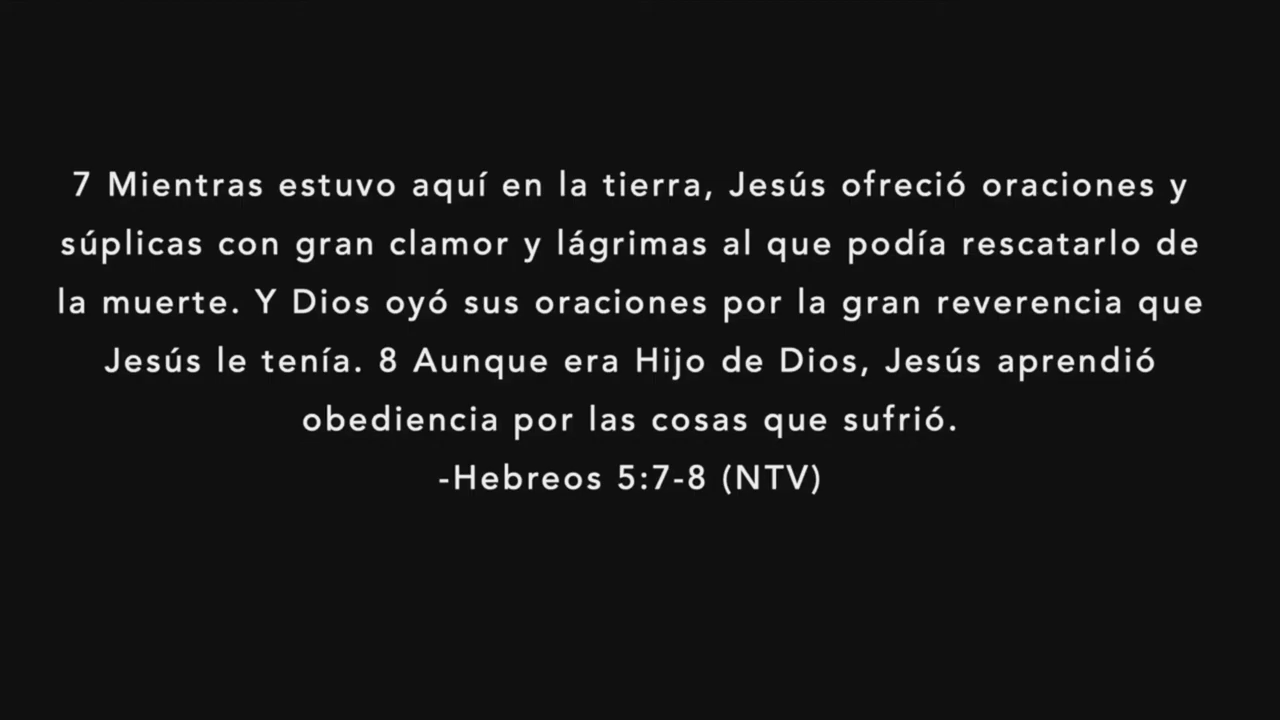 7 Mientras estuvo aquí en la tierra, Jesús ofreció oraciones y
súplicas con gran clamor y lágrimas al que podía rescatarlo de
la muerte. Y Dios oyó sus oraciones por la gran reverencia que
Jesús le tenía. 8 Aunque era Hijo de Dios, Jesús aprendió
obediencia por las cosas que sufrió.
-Hebreos 5:7-8 (NTV)